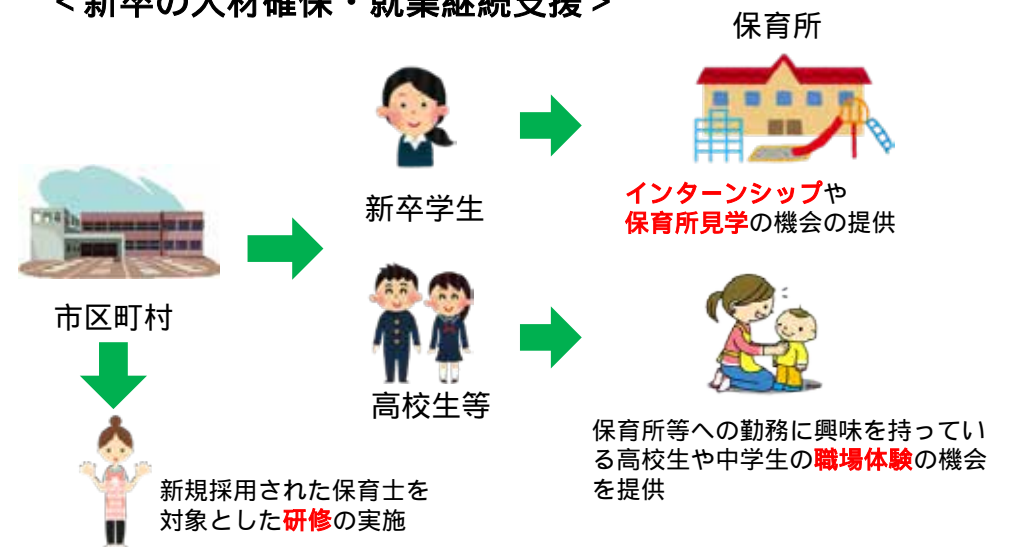 <新卒の人材確保・就業継続支援>
保育所
新卒学生
インターンシップや
保育所見学の機会の提供
市区町村
高校生等
保育所等への勤務に興味を持ってい
る高校生や中学生の職場体験の機会
を提供
新規採用された保育士を
対象とした研修の実施